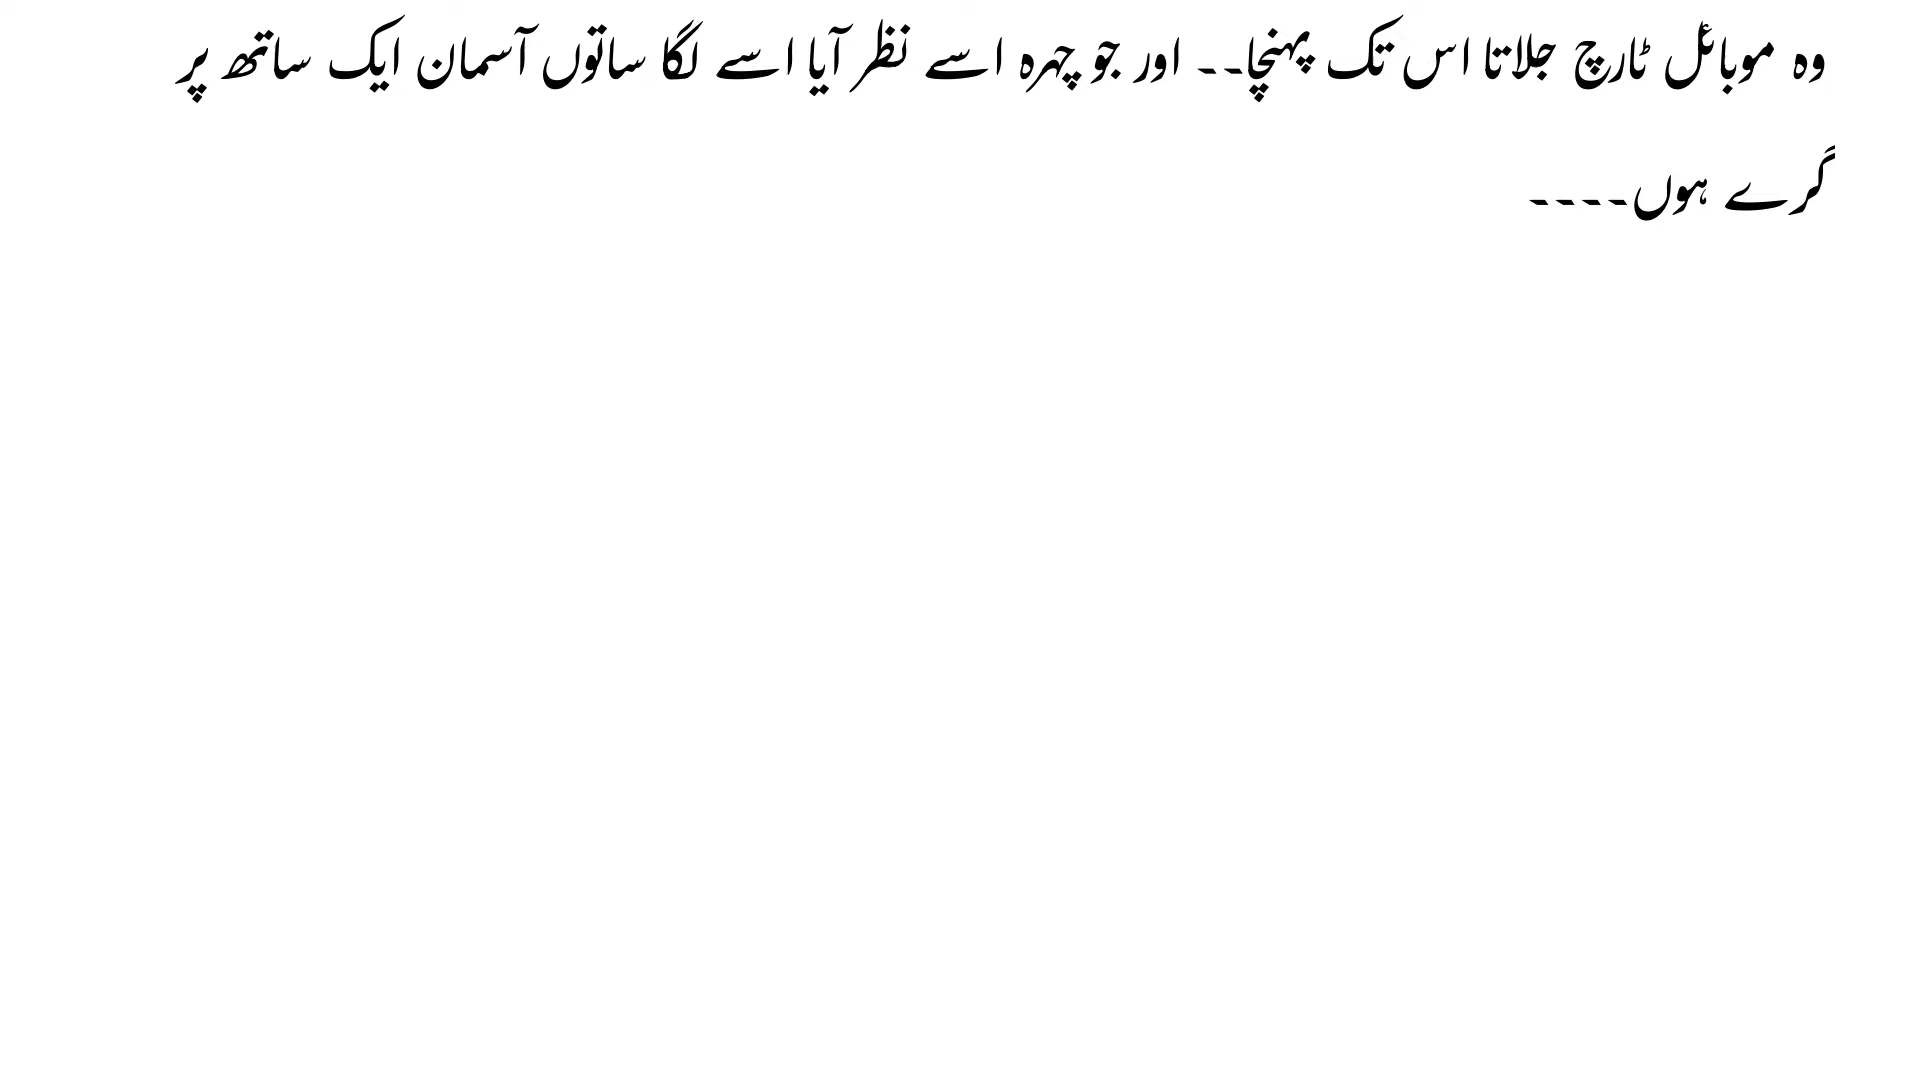 وہ موبائل ٹارچ جلاتا اس تک پہنچا۔۔ اور جو چہرہ اسے نظر آیا اسے لگا ساتوں آسمان ایک ساتھ پر
گرے ہوں۔۔۔۔